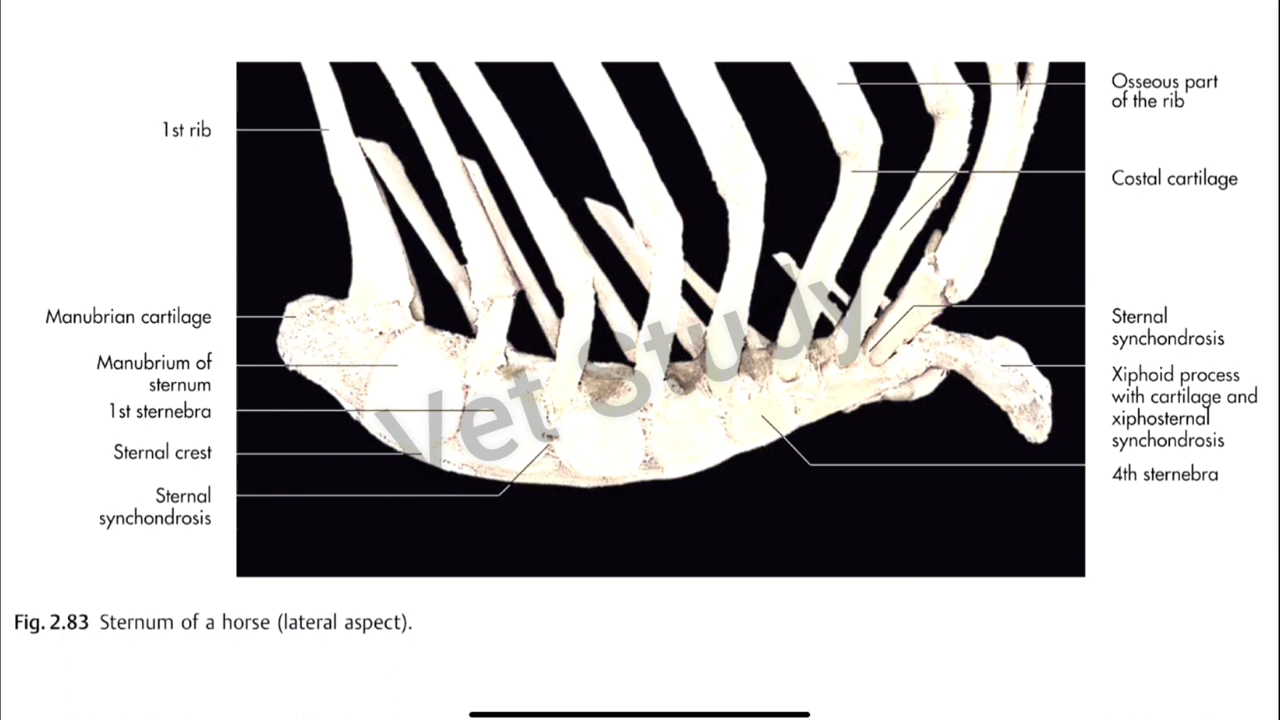 Osseous part
of the rib
1st rib
Costal cartilage
Manubrian cartilage
Sternal
synchondrosis
Manubrium of
sternum
Xiphoid process
with cartilage and
xiphosternal
synchondrosis
1st sternebra
Sternal crest
4th sternebra
Sternal
synchondrosis
Vet Study
Fig. 2.83 Sternum of a horse (lateral aspect).